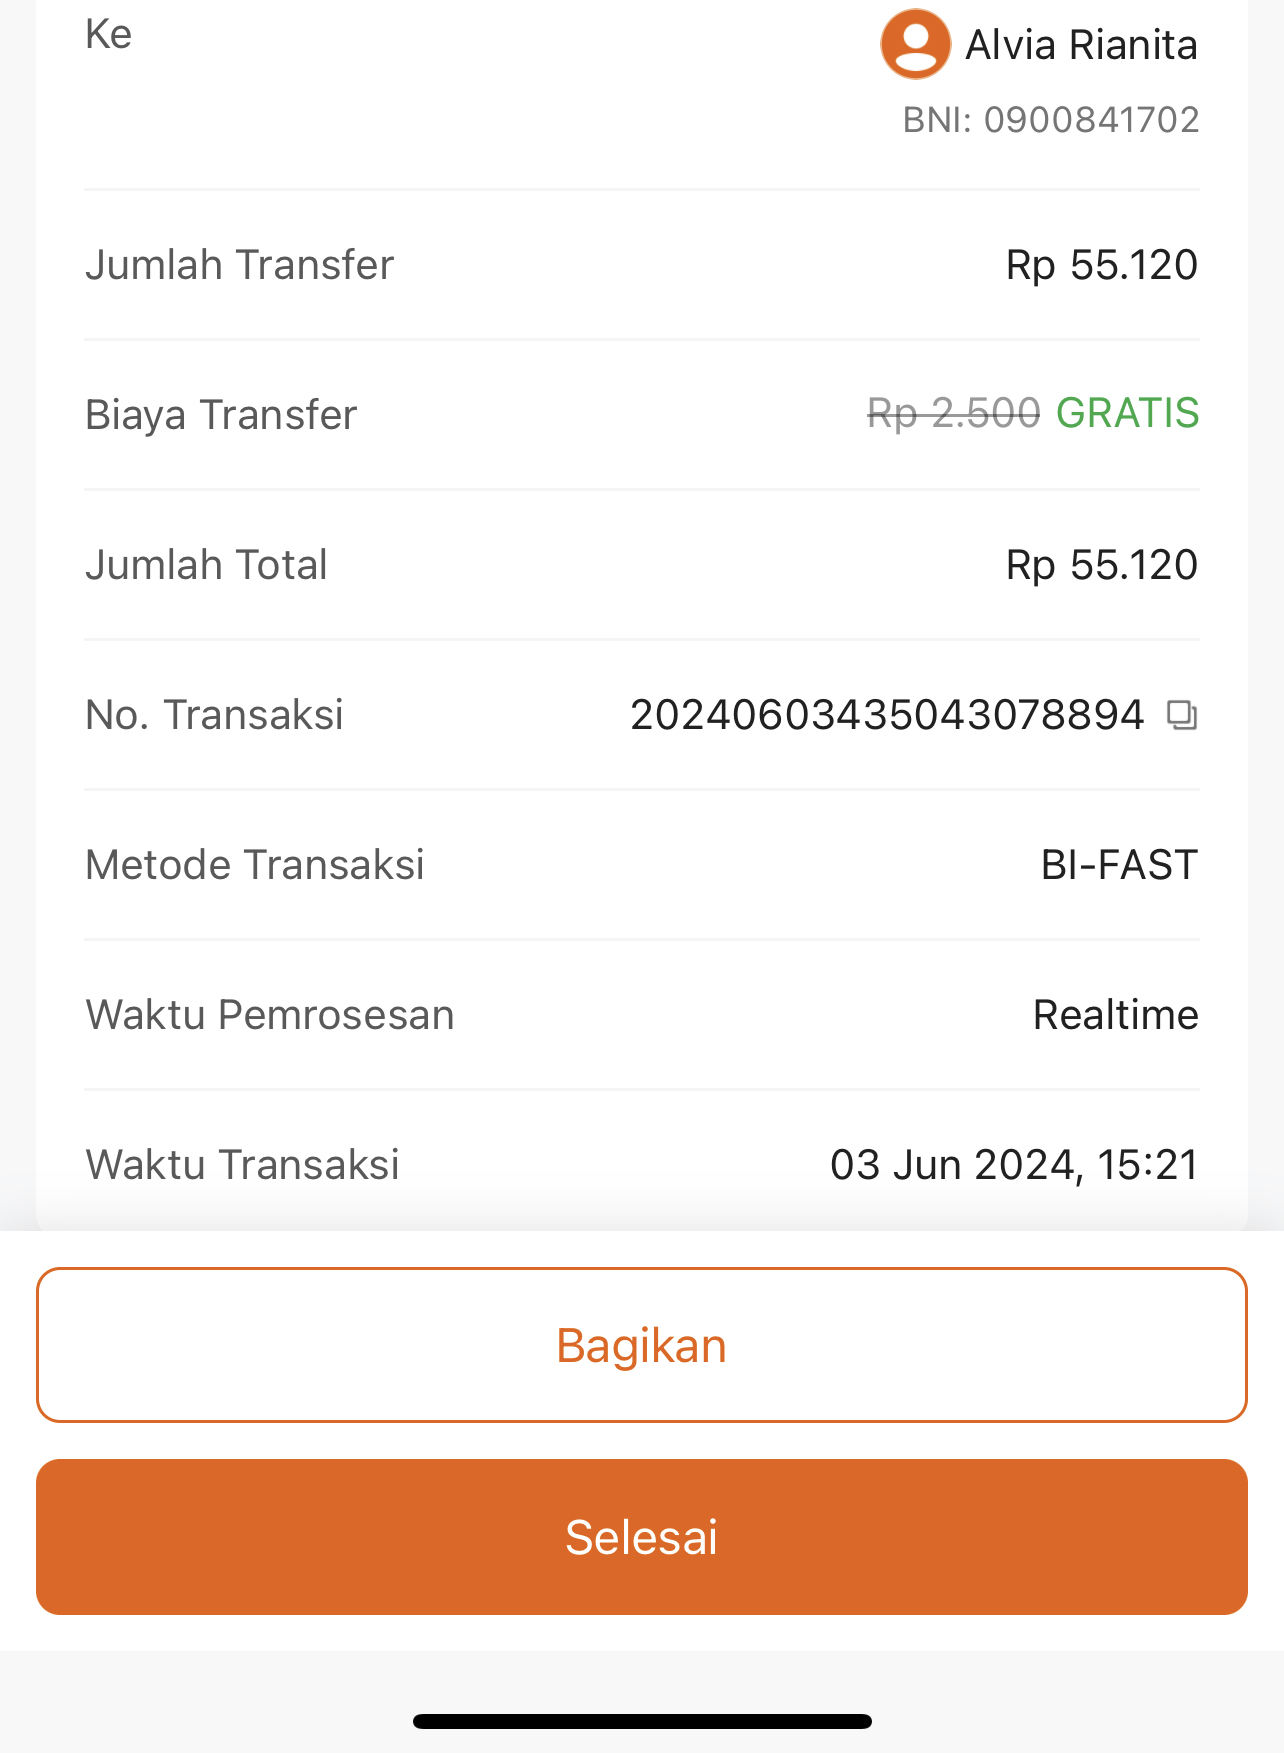 Ke
Alvia Rianita
BNI: 0900841702
Jumlah Transfer Rp 55.120
Biaya Transfer Rp 2.500 GRATIS
Jumlah Total Rp 55.120
No. Transaksi 20240603435043078894
Metode Transaksi BI-FAST
Waktu Pemrosesan Realtime
Waktu Transaksi 03 Jun 2024, 15:21
Bagikan
Selesai